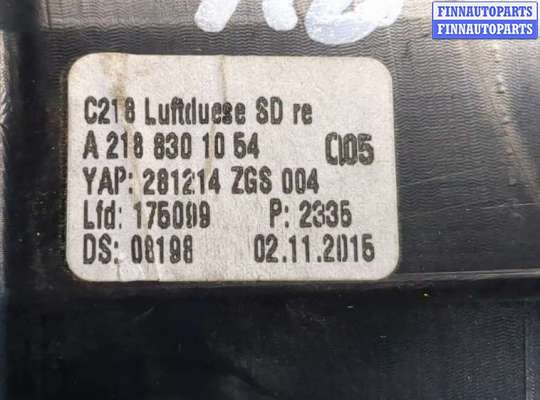 FINNAUTOPARTS
FINNAUTOPARTS
C218 Luftduese SD re
A 218 830 10 54 Q05
YAP: 281214 ZGS 004
Lfd: 175099 P: 2335
DS: 08198 02.11.2015